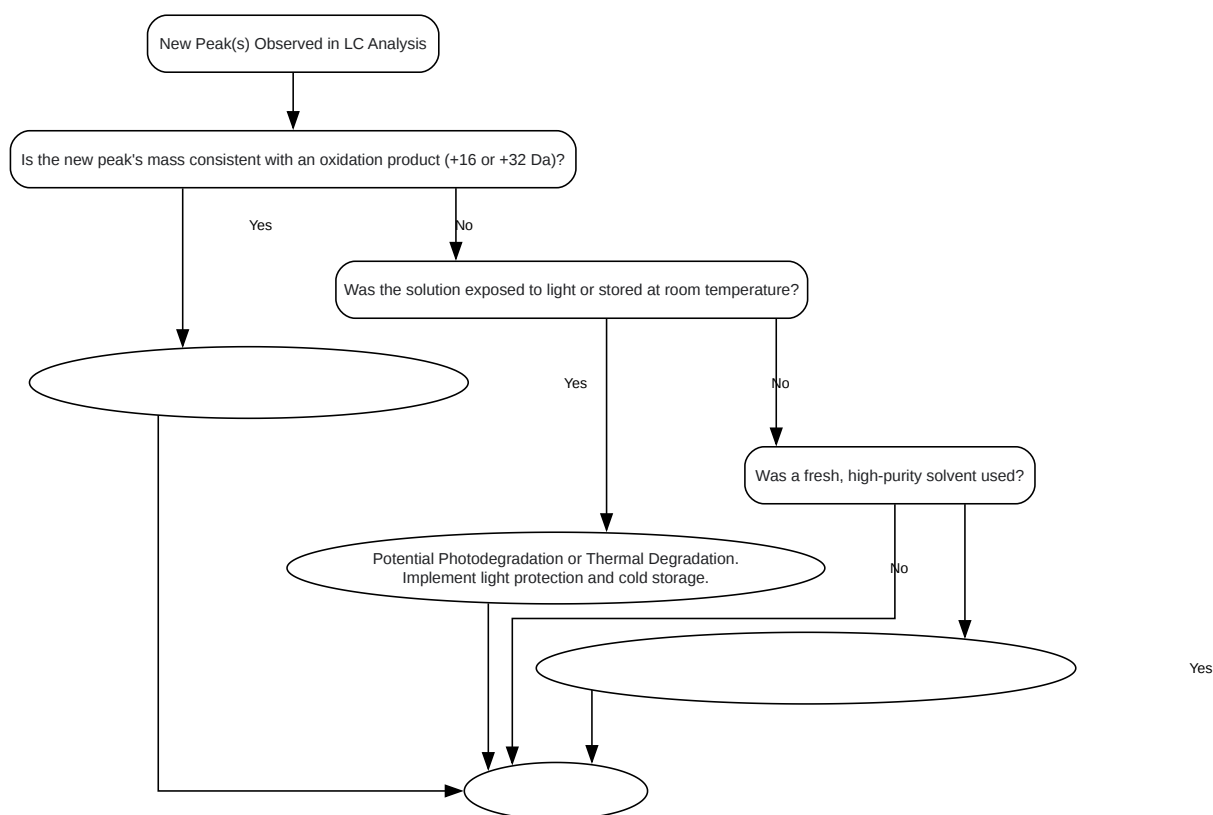 New Peak(s) Observed in LC Analysis
Is the new peak's mass consistent with an oxidation product (+16 or +32 Da)?
Yes
No
Was the solution exposed to light or stored at room temperature?
Yes
No
Was a fresh, high-purity solvent used?
Potential Photodegradation or Thermal Degradation.
Implement light protection and cold storage.
No
Yes